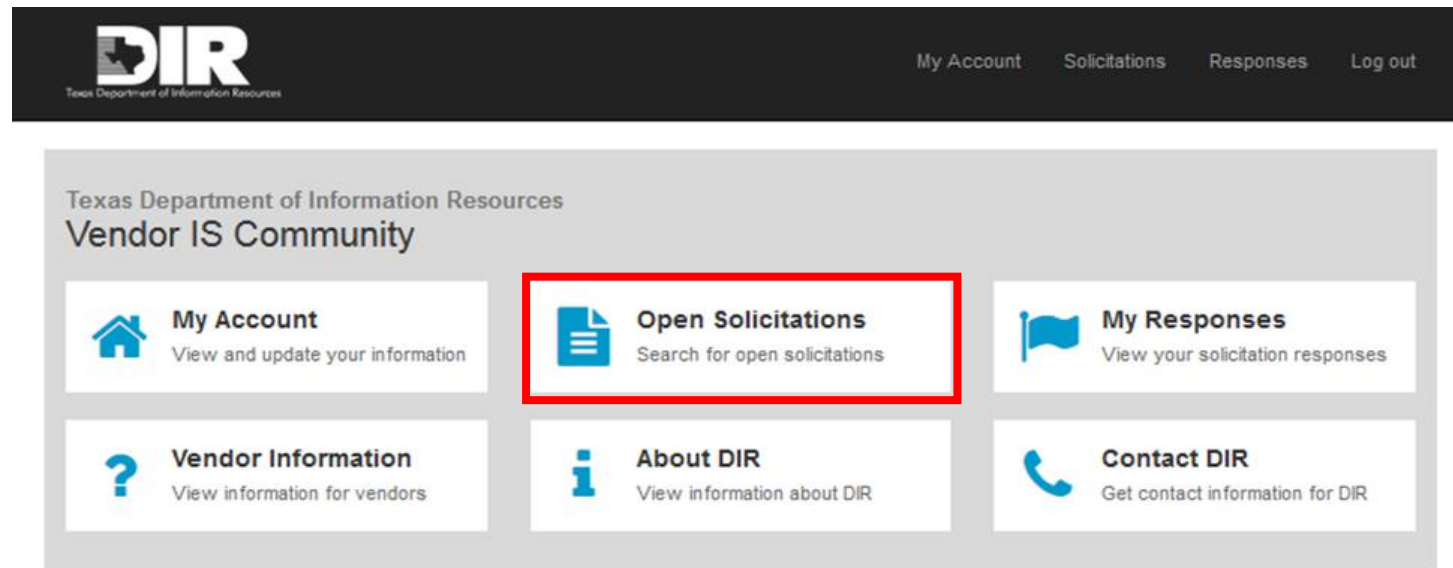 DIR
Texas Department of Information Resources
My Account Solicitations Responses Log out
Texas Department of Information Resources
Vendor IS Community
My Account
View and update your information
Open Solicitations
Search for open solicitations
My Responses
View your solicitation responses
? Vendor Information
View information for vendors
i About DIR
View information about DIR
Contact DIR
Get contact information for DIR